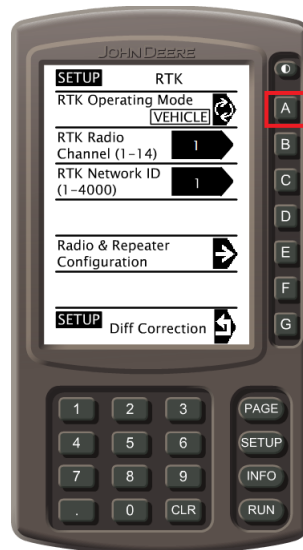 JOHN DEERE
SETUP RTK
RTK Operating Mode
VEHICLE
A
RTK Radio
Channel (1-14)
1
B
RTK Network ID
(1-4000)
1
C
D
Radio & Repeater
Configuration
E
F
SETUP Diff Correction
G
1 2 3 PAGE
4 5 6 SETUP
7 8 9 INFO
. 0 CLR RUN